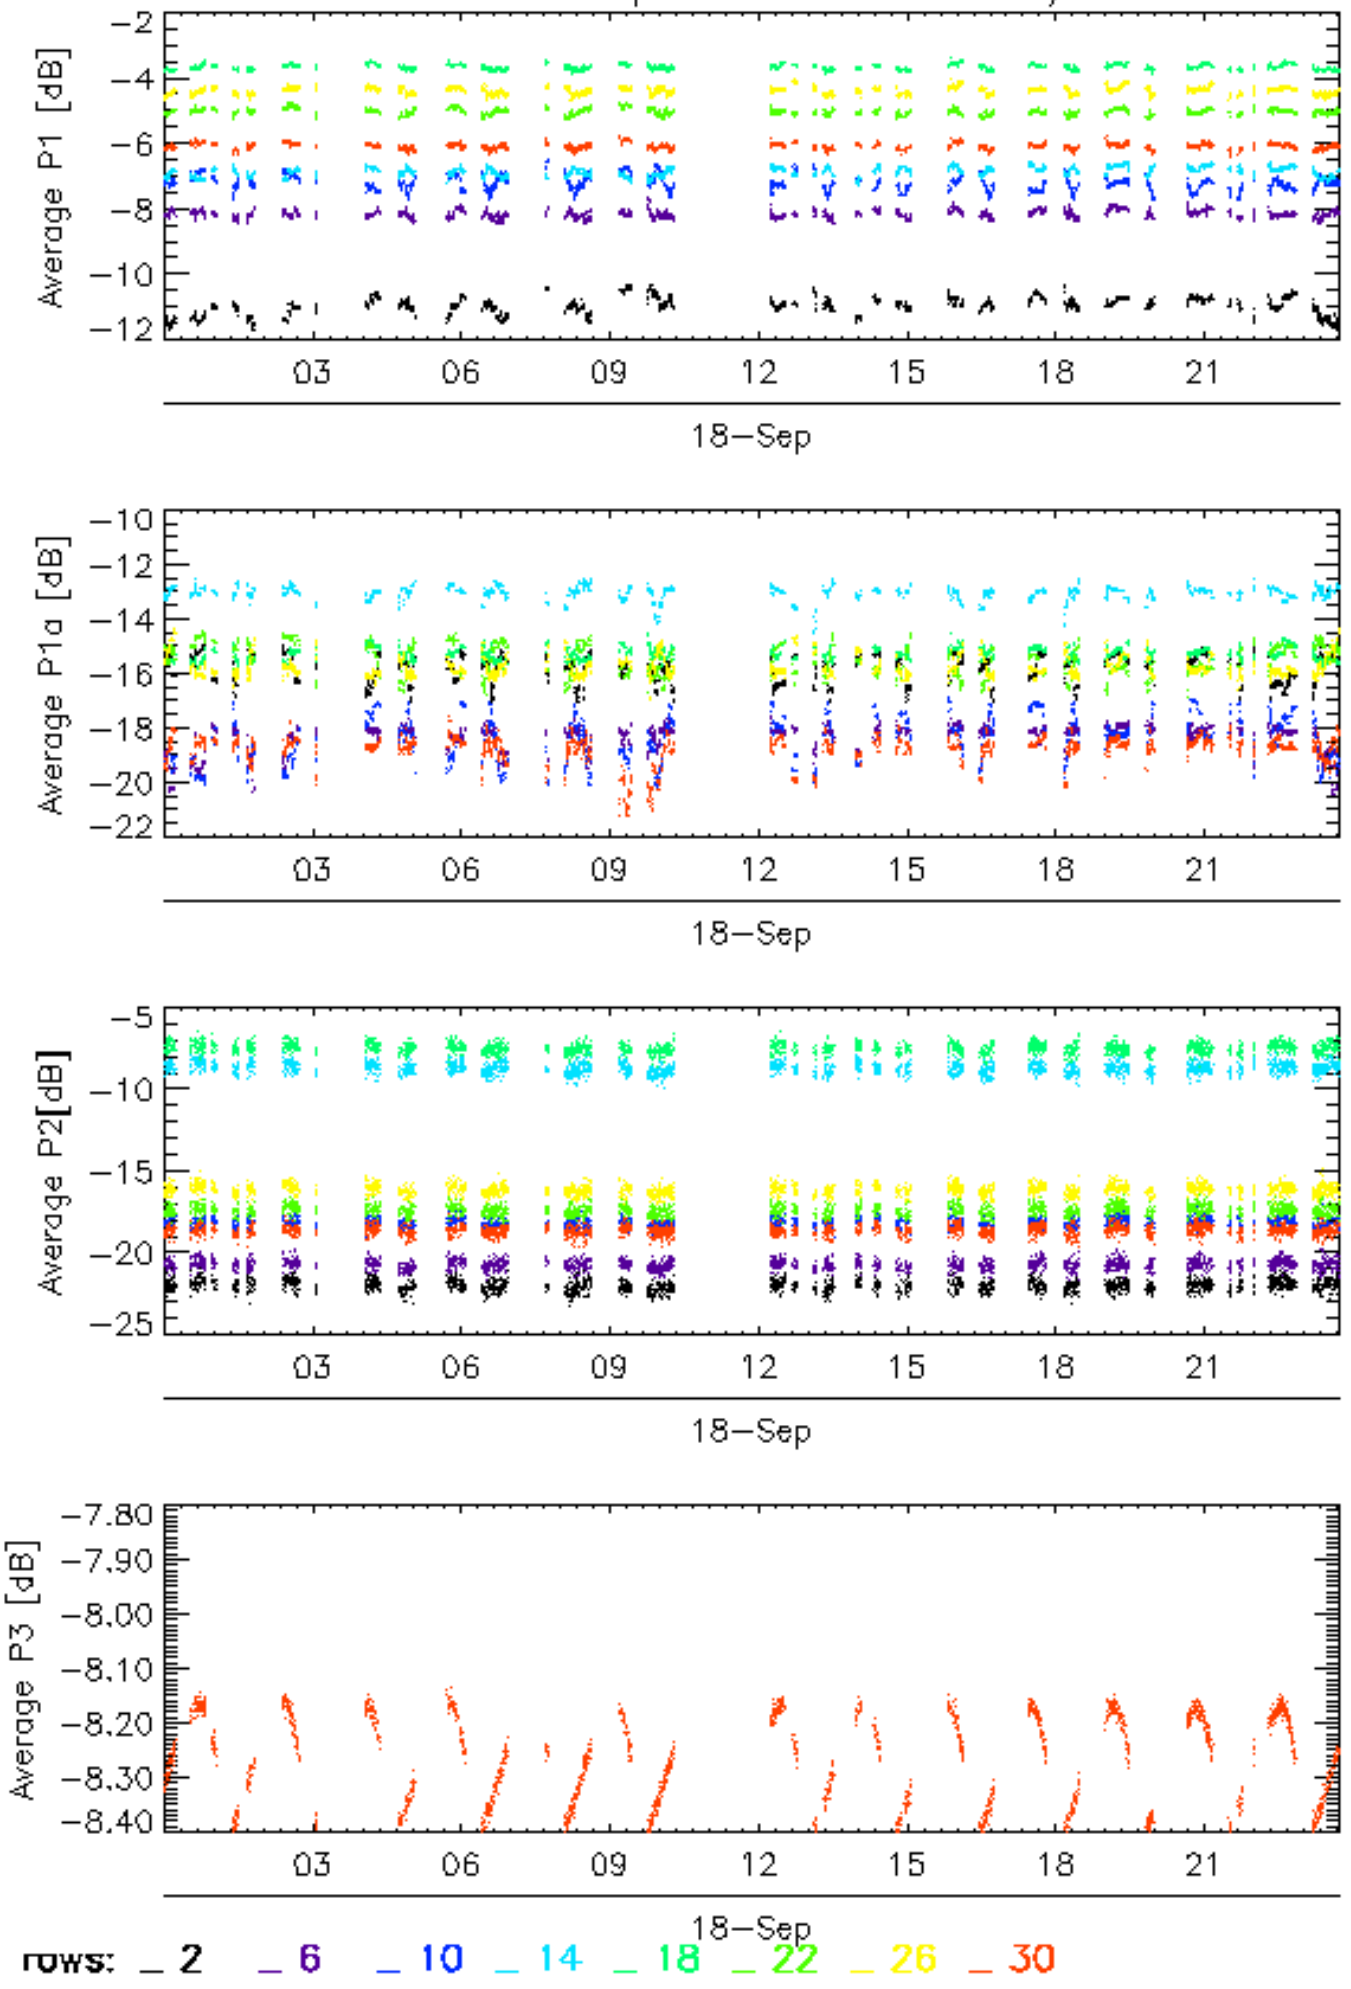 −2
−4
−6
−8
−10
−12
Average P1 [dB]
03 06 09 12 15 18 21
18−Sep
−10
−12
−14
−16
−18
−20
−22
Average P1a [dB]
03 06 09 12 15 18 21
18−Sep
−5
−10
−15
−20
−25
Average P2[dB]
03 06 09 12 15 18 21
18−Sep
−7.80
−7.90
−8.00
−8.10
−8.20
−8.30
−8.40
Average P3 [dB]
03 06 09 12 15 18 21
18−Sep
rows: _ 2 _ 6 _ 10 _ 14 _ 18 _ 22 _ 26 _ 30